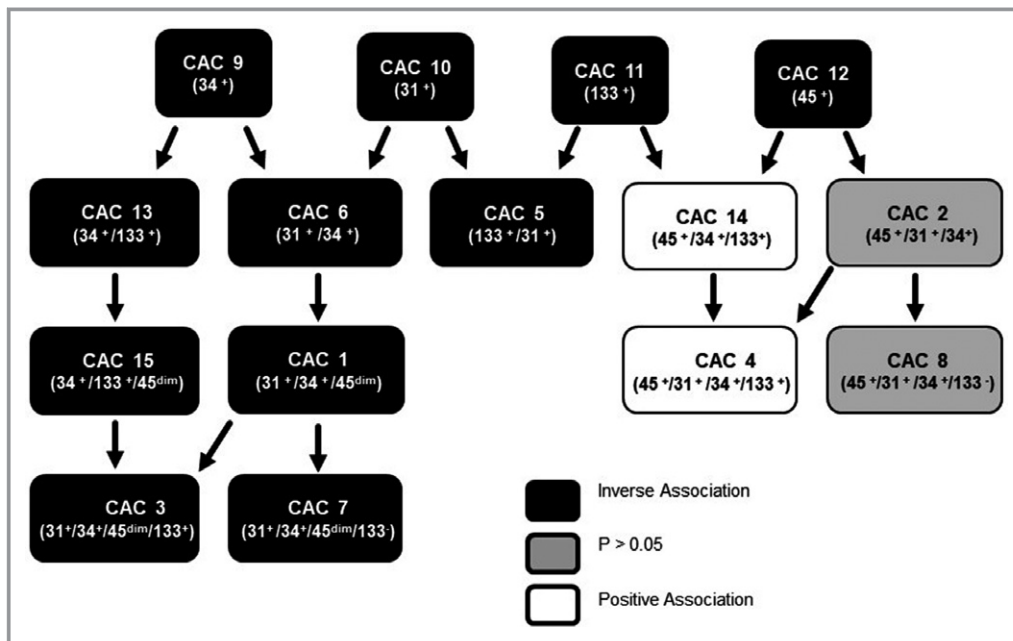 CAC 9
(34 ⁺)
CAC 10
(31 ⁺)
CAC 11
(133 ⁺)
CAC 12
(45 ⁺)
CAC 13
(34 ⁺/133 ⁺)
CAC 6
(31 ⁺/34 ⁺)
CAC 5
(133 ⁺/31 ⁺)
CAC 14
(45 ⁺/34 ⁺/133⁺)
CAC 2
(45 ⁺/31 ⁺/34⁺)
CAC 15
(34 ⁺/133 ⁺/45ᵈⁱᵐ)
CAC 1
(31 ⁺/34 ⁺/45ᵈⁱᵐ)
CAC 4
(45 ⁺/31 ⁺/34 ⁺/133 ⁺)
CAC 8
(45 ⁺/31 ⁺/34 ⁺/133 ⁻)
CAC 3
(31⁺/34⁺/45ᵈⁱᵐ/133⁺)
CAC 7
(31⁺/34⁺/45ᵈⁱᵐ/133⁻)
Inverse Association
P > 0.05
Positive Association